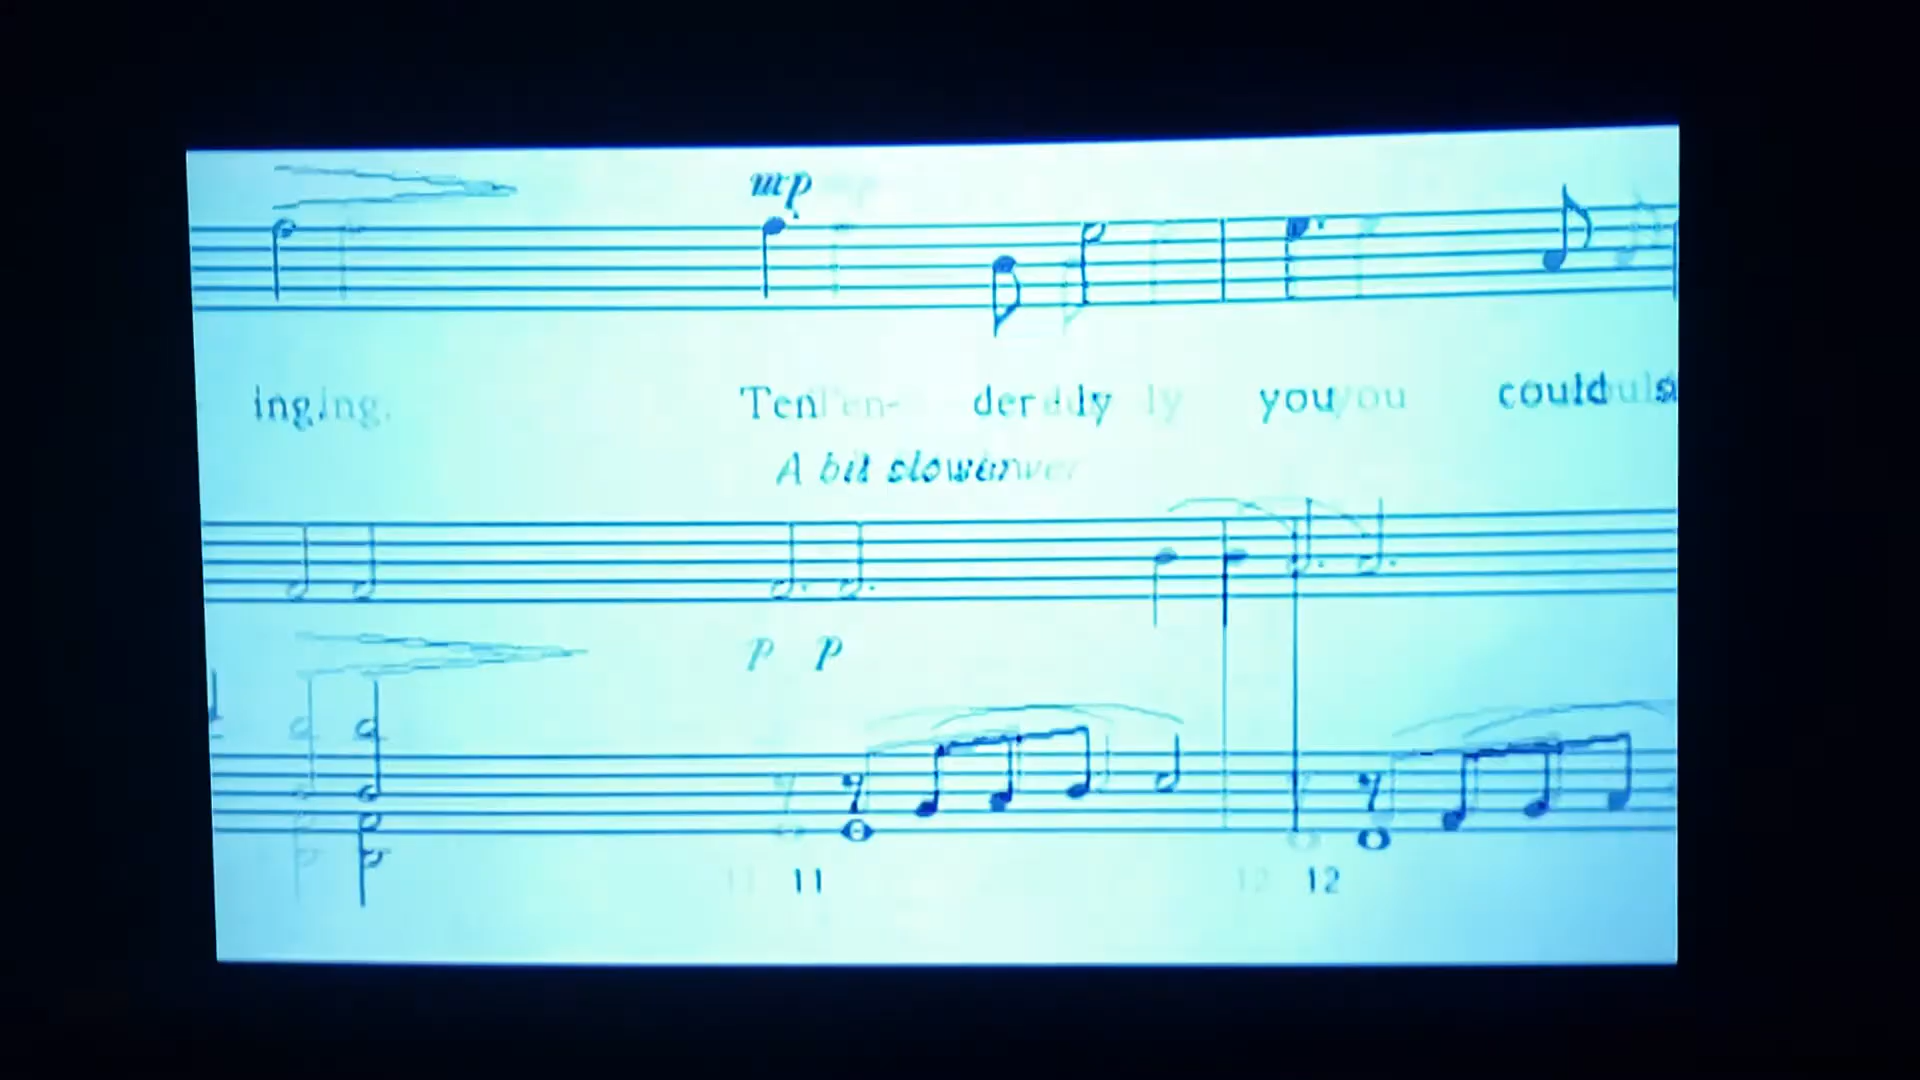 mp
ing. Ten- der- ly you could
A bit slower
p
11 12